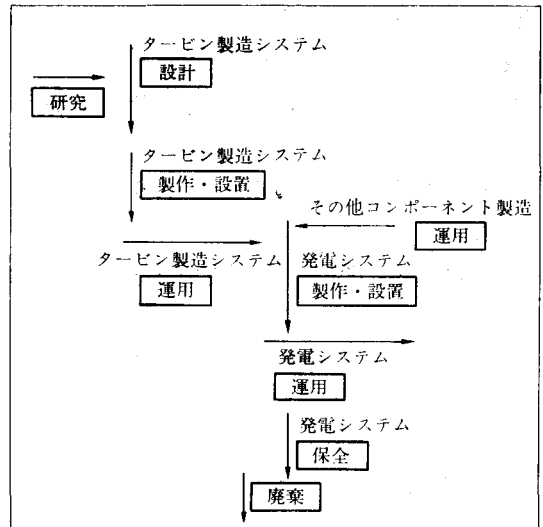 タービン製造システム
設計
研究
タービン製造システム
製作・設置
その他コンポーネント製造
運用
タービン製造システム
運用
発電システム
製作・設置
発電システム
運用
発電システム
保全
廃棄